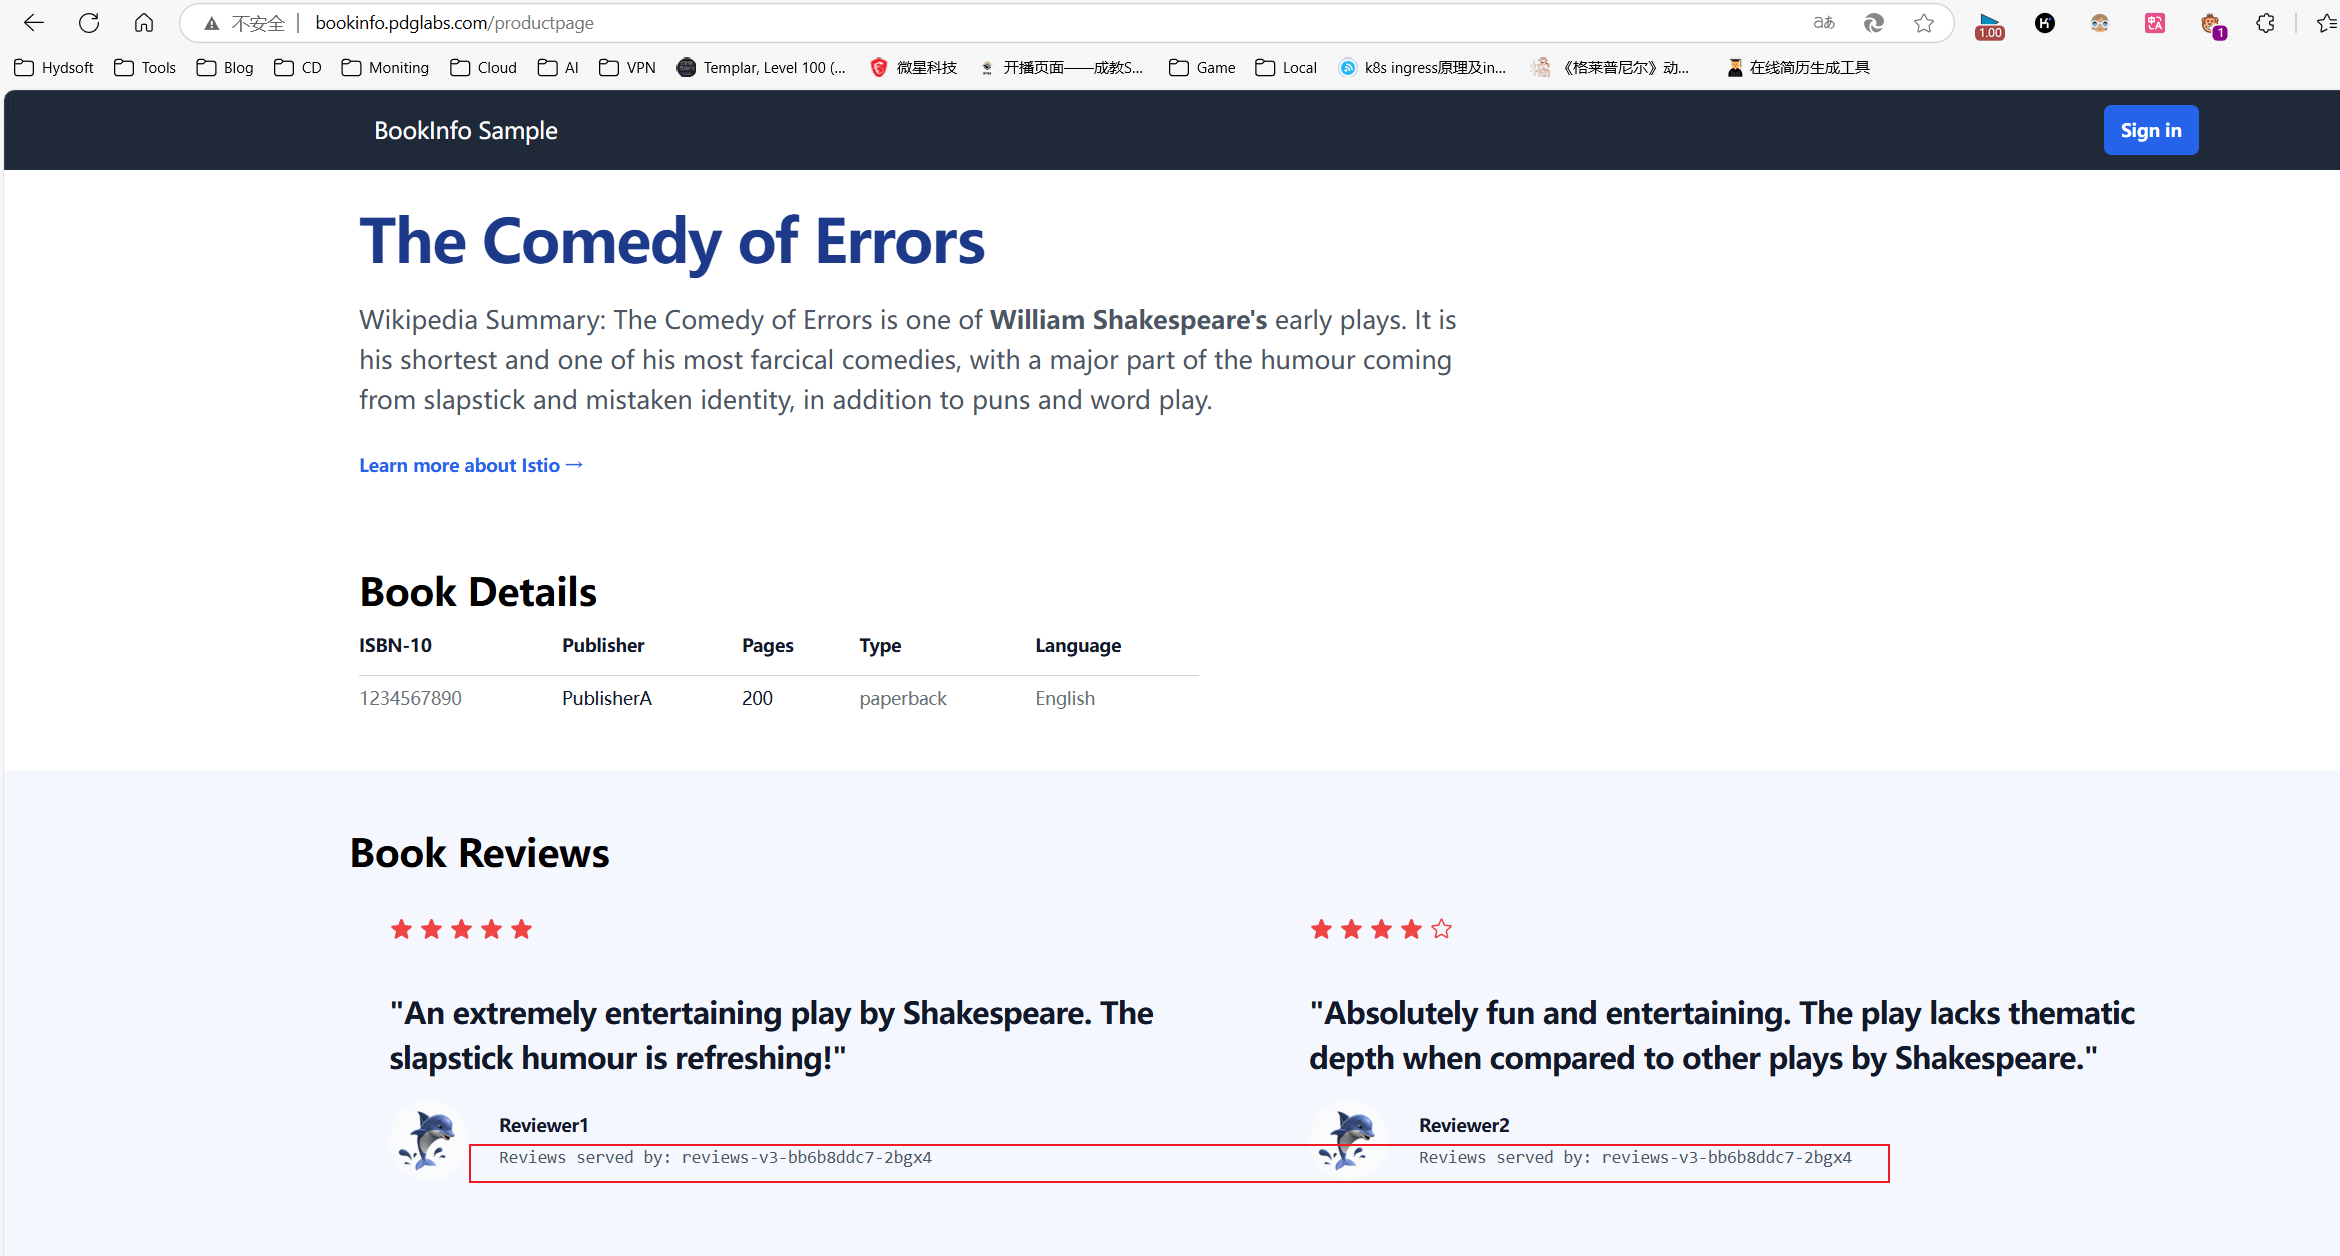 不安全 bookinfo.pdglabs.com/productpage aあ 1.00 K 1
Hydsoft Tools Blog CD Moniting Cloud AI VPN Templar, Level 100 (... 微星科技 开播页面——成教S... Game Local k8s ingress原理及in... 《格莱普尼尔》动... 在线简历生成工具
BookInfo Sample Sign in
The Comedy of Errors
Wikipedia Summary: The Comedy of Errors is one of William Shakespeare's early plays. It is
his shortest and one of his most farcical comedies, with a major part of the humour coming
from slapstick and mistaken identity, in addition to puns and word play.
Learn more about Istio →
Book Details
ISBN-10 Publisher Pages Type Language
1234567890 PublisherA 200 paperback English
Book Reviews
"An extremely entertaining play by Shakespeare. The
slapstick humour is refreshing!"
Reviewer1
Reviews served by: reviews-v3-bb6b8ddc7-2bgx4
"Absolutely fun and entertaining. The play lacks thematic
depth when compared to other plays by Shakespeare."
Reviewer2
Reviews served by: reviews-v3-bb6b8ddc7-2bgx4